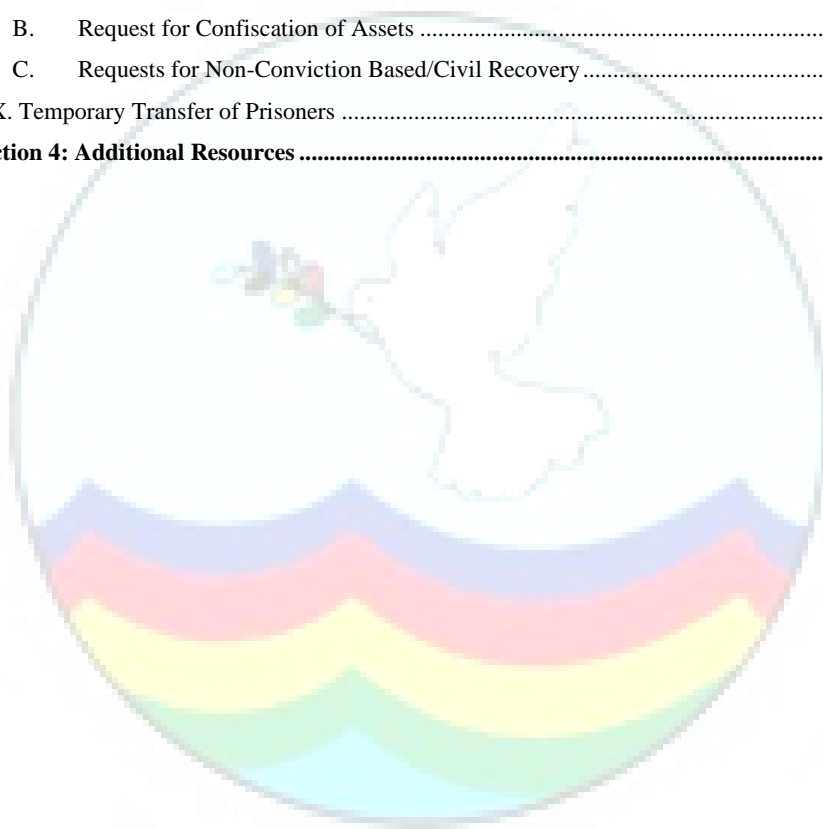 B. Request for Confiscation of Assets ......................................................................
C. Requests for Non-Conviction Based/Civil Recovery ........................................
X. Temporary Transfer of Prisoners ................................................................................
ction 4: Additional Resources .......................................................................................